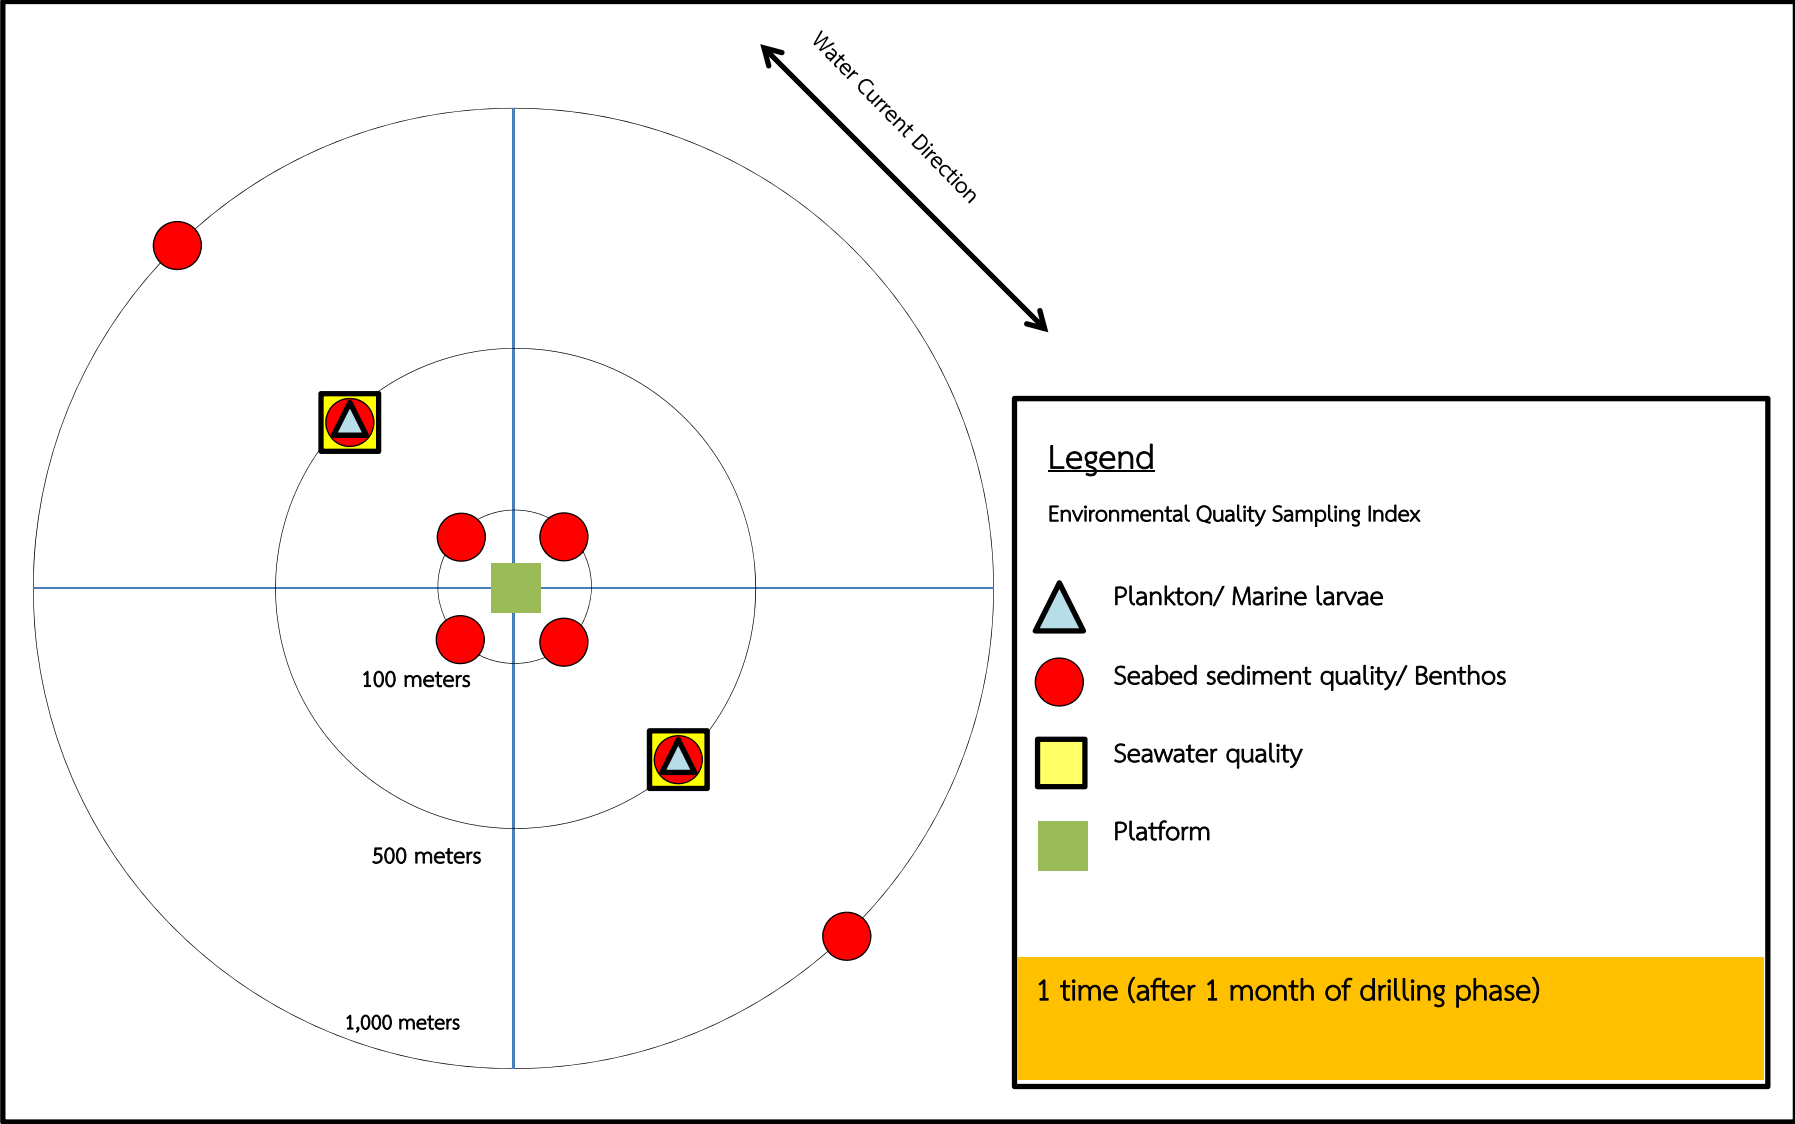 Water Current Direction
100 meters
500 meters
1,000 meters
Legend
Environmental Quality Sampling Index
Plankton/ Marine larvae
Seabed sediment quality/ Benthos
Seawater quality
Platform
1 time (after 1 month of drilling phase)